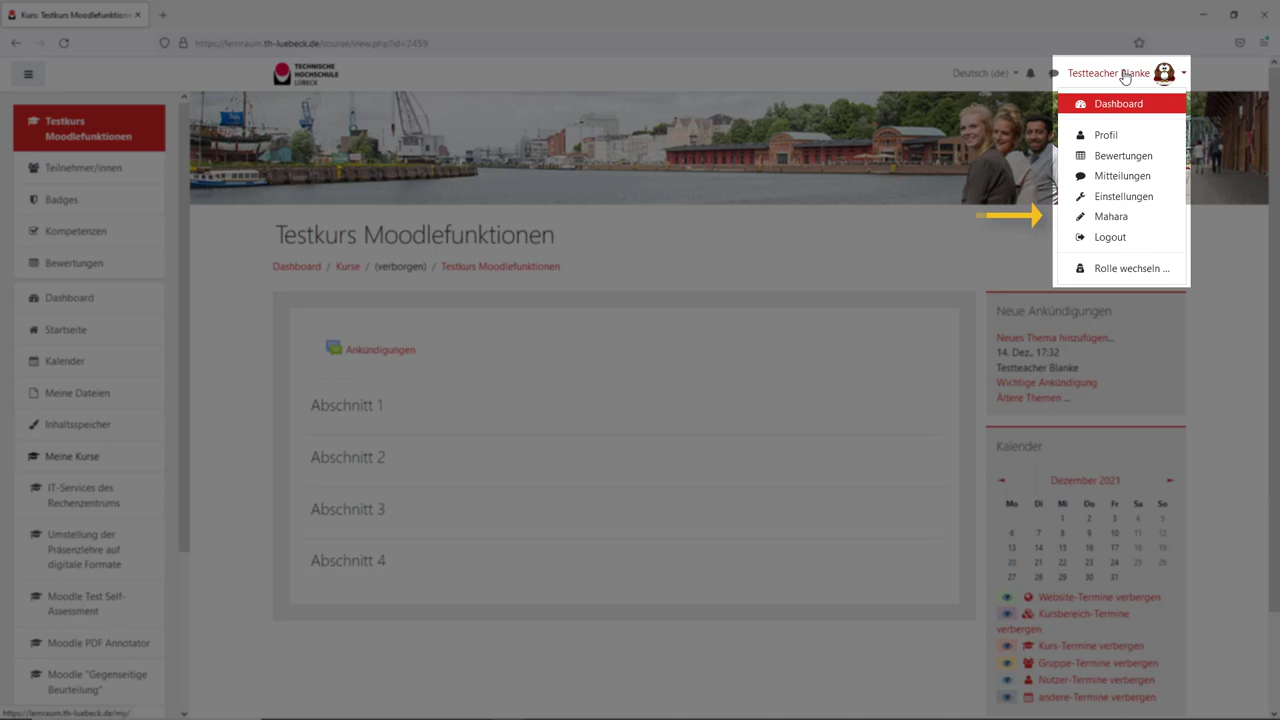 Kurs: Testkurs Moodlefunktionen
https://lernraum.th-luebeck.de/course/view.php?id=2459
TECHNISCHE
HOCHSCHULE
LÜBECK
Deutsch (de)
Testteacher Blanke
Dashboard
Profil
Bewertungen
Mitteilungen
Einstellungen
Mahara
Logout
Rolle wechseln ...
Testkurs
Moodlefunktionen
Teilnehmer/innen
Badges
Kompetenzen
Bewertungen
Dashboard
Startseite
Kalender
Meine Dateien
Inhaltsspeicher
Meine Kurse
IT-Services des
Rechenzentrums
Umstellung der
Präsenzlehre auf
digitale Formate
Moodle Test Self-
Assessment
Moodle PDF Annotator
Moodle "Gegenseitige
Beurteilung"
https://lernraum.th-luebeck.de/my/
Testkurs Moodlefunktionen
Dashboard / Kurse / (verborgen) / Testkurs Moodlefunktionen
Ankündigungen
Abschnitt 1
Abschnitt 2
Abschnitt 3
Abschnitt 4
Neue Ankündigungen
Neues Thema hinzufügen...
14. Dez., 17:32
Testteacher Blanke
Wichtige Ankündigung
Ältere Themen ...
Kalender
Dezember 2021
Mo Di Mi Do Fr Sa So
1 2 3 4 5
6 7 8 9 10 11 12
13 14 15 16 17 18 19
20 21 22 23 24 25 26
27 28 29 30 31
Website-Termine verbergen
Kursbereich-Termine
verbergen
Kurs-Termine verbergen
Gruppe-Termine verbergen
Nutzer-Termine verbergen
andere-Termine verbergen